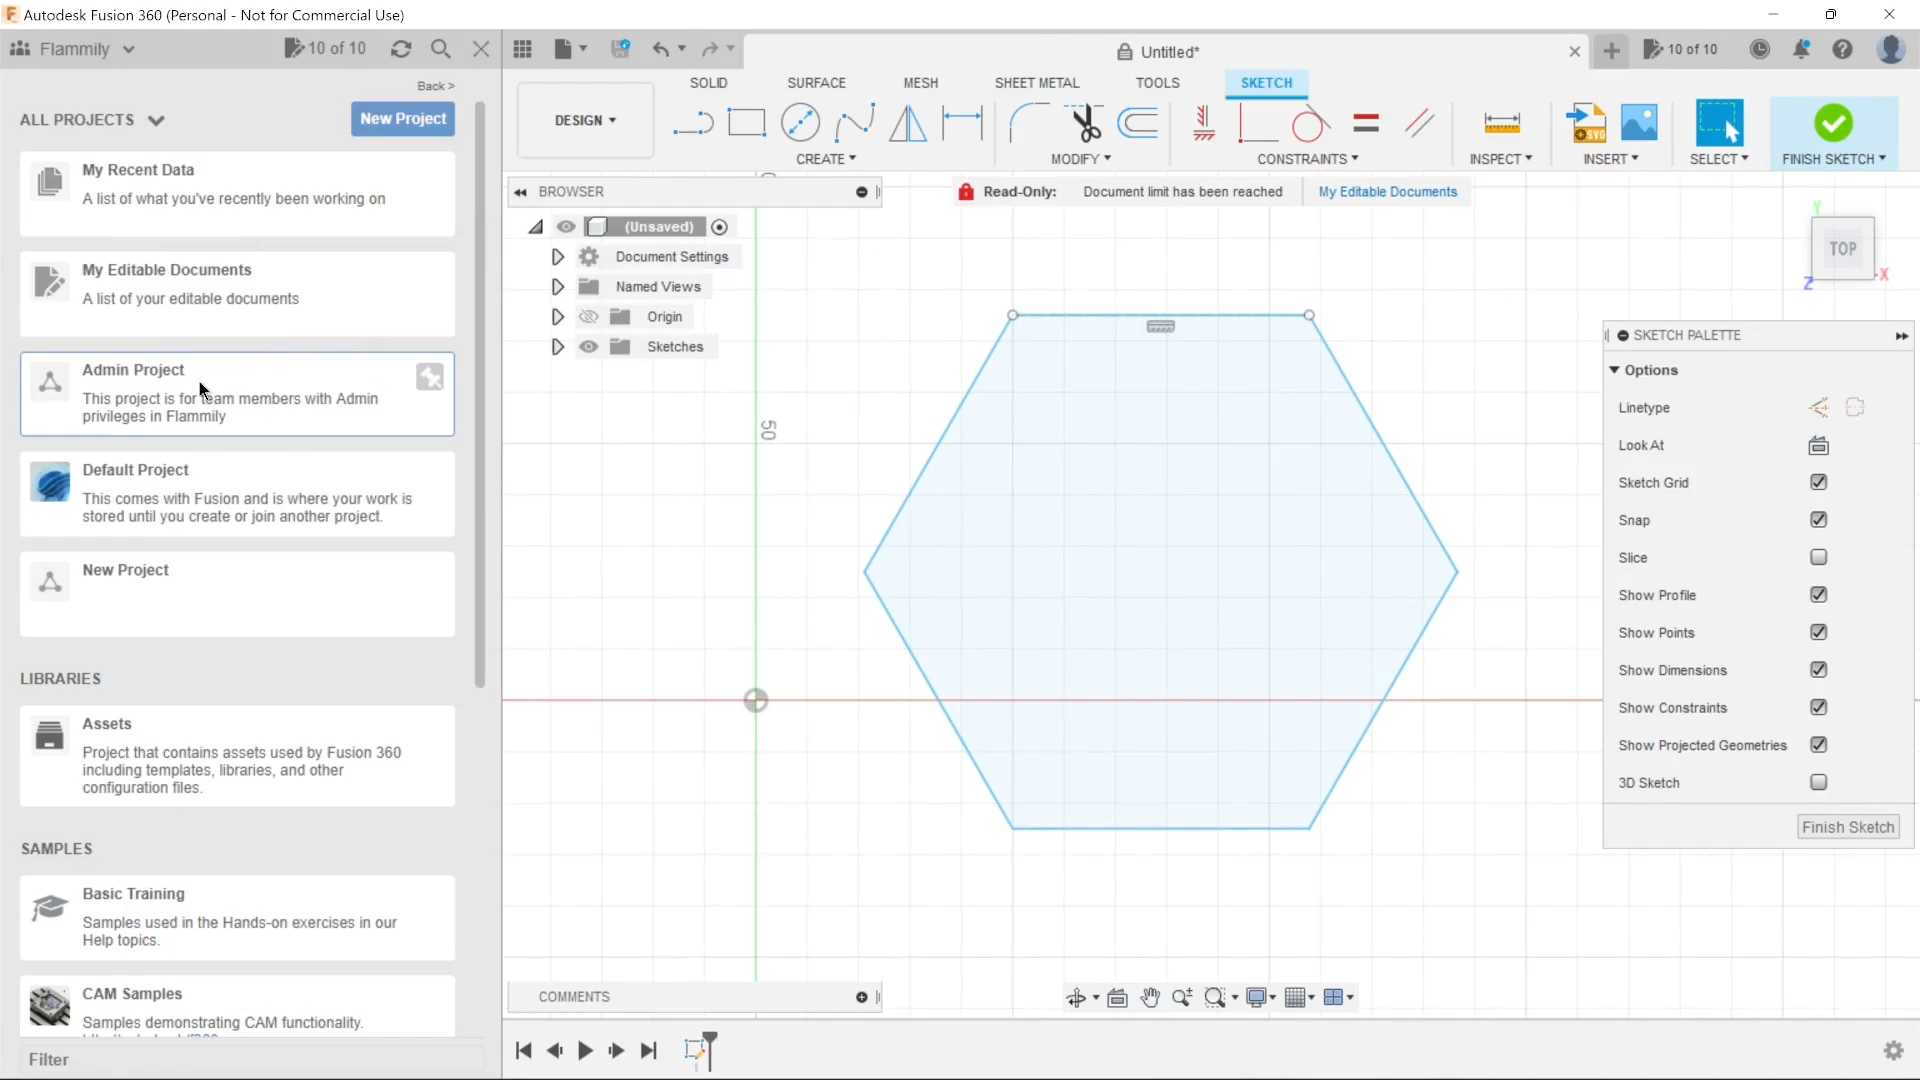 Autodesk Fusion 360 (Personal - Not for Commercial Use)
Flammily
10 of 10
Untitled*
10 of 10
Back >
ALL PROJECTS
New Project
My Recent Data
A list of what you've recently been working on
My Editable Documents
A list of your editable documents
Admin Project
This project is for team members with Admin
privileges in Flammily
Default Project
This comes with Fusion and is where your work is
stored until you create or join another project.
New Project
LIBRARIES
Assets
Project that contains assets used by Fusion 360
including templates, libraries, and other
configuration files.
SAMPLES
Basic Training
Samples used in the Hands-on exercises in our
Help topics.
CAM Samples
Samples demonstrating CAM functionality.
Filter
SOLID
SURFACE
MESH
SHEET METAL
TOOLS
SKETCH
DESIGN
CREATE
MODIFY
CONSTRAINTS
INSPECT
SVG
INSERT
SELECT
FINISH SKETCH
BROWSER
Read-Only:
Document limit has been reached
My Editable Documents
(Unsaved)
Document Settings
Named Views
Origin
Sketches
50
Y
TOP
X
Z
SKETCH PALETTE
Options
Linetype
Look At
Sketch Grid
Snap
Slice
Show Profile
Show Points
Show Dimensions
Show Constraints
Show Projected Geometries
3D Sketch
Finish Sketch
COMMENTS